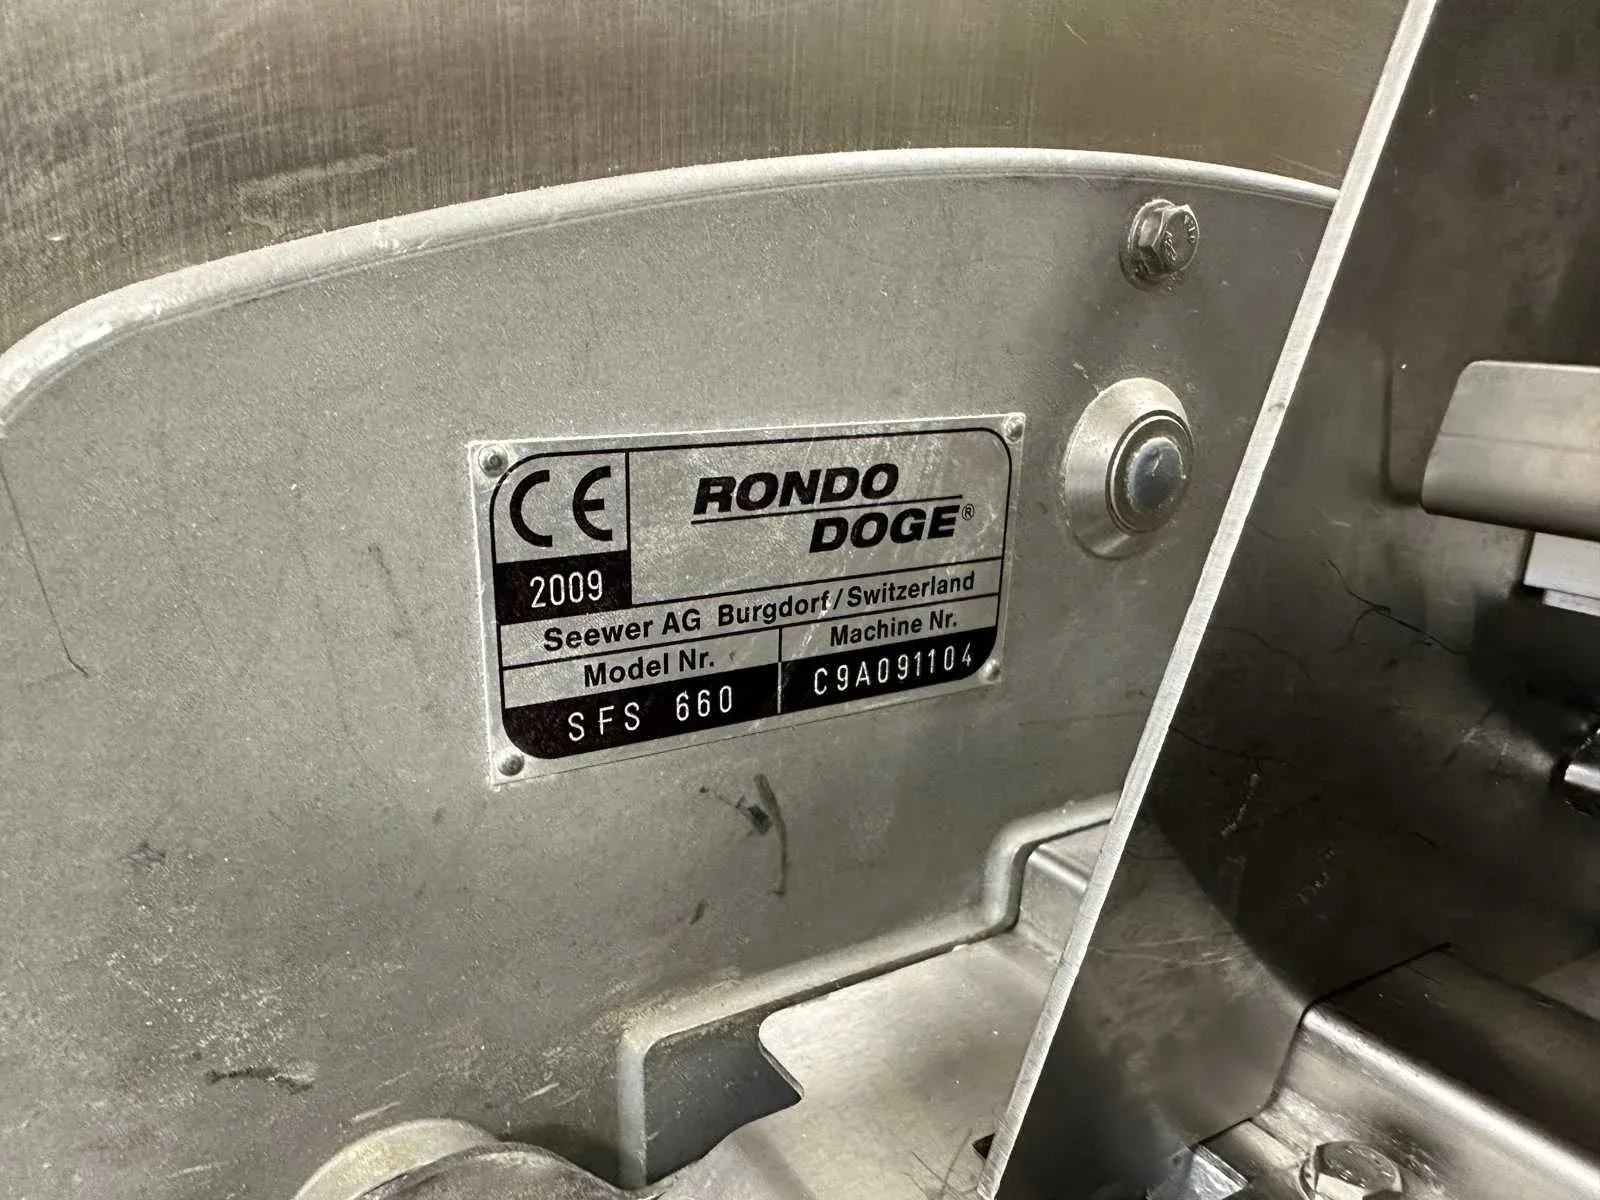 CE
2009
RONDO
DOGE®
Seewer AG Burgdorf/Switzerland
Model Nr.
Machine Nr.
SFS 660
C9A091104